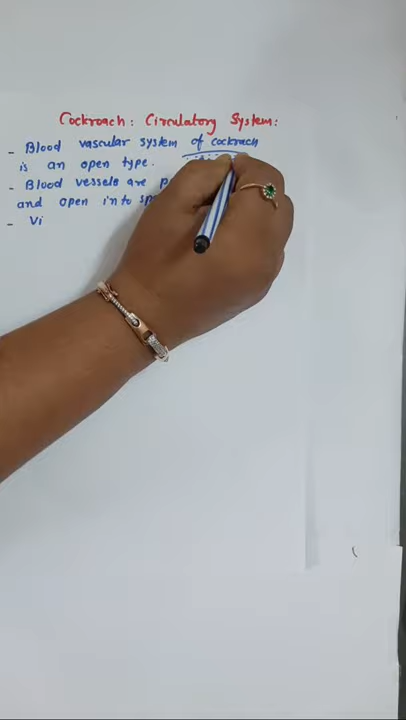 Cockroach: Circulatory System:
- Blood vascular system of cockroach
is an open type.
- Blood vessels are
and open into
- Vi